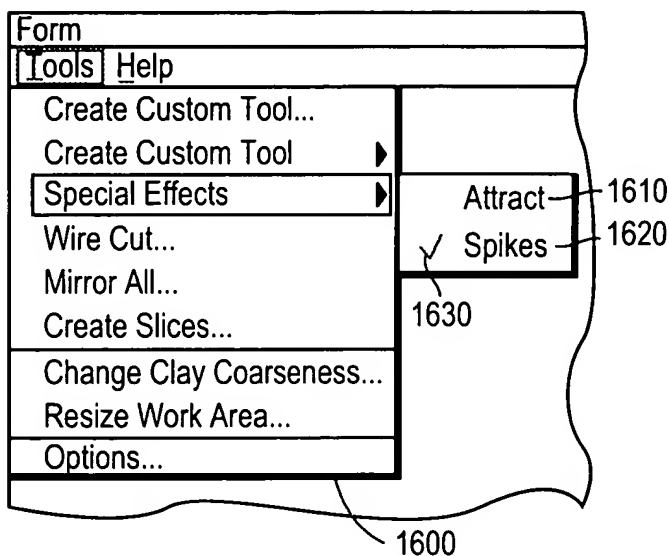 Form
Tools Help
Create Custom Tool...
Create Custom Tool
Special Effects
Attract 1610
Wire Cut...
Spikes 1620
Mirror All...
1630
Create Slices...
Change Clay Coarseness...
Resize Work Area...
Options...
1600